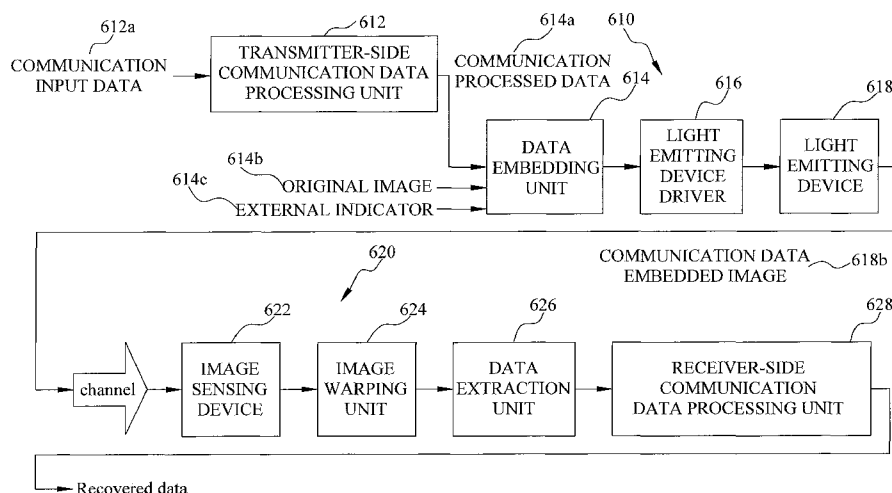 612a
612
614a
610
COMMUNICATION
INPUT DATA
TRANSMITTER-SIDE
COMMUNICATION DATA
PROCESSING UNIT
COMMUNICATION
PROCESSED DATA
614
616
618
614b
614c
ORIGINAL IMAGE
EXTERNAL INDICATOR
DATA
EMBEDDING
UNIT
LIGHT
EMITTING
DEVICE
DRIVER
LIGHT
EMITTING
DEVICE
620
COMMUNICATION DATA
EMBEDDED IMAGE
618b
622
624
626
628
channel
IMAGE
SENSING
DEVICE
IMAGE
WARPING
UNIT
DATA
EXTRACTION
UNIT
RECEIVER-SIDE
COMMUNICATION
DATA PROCESSING UNIT
Recovered data